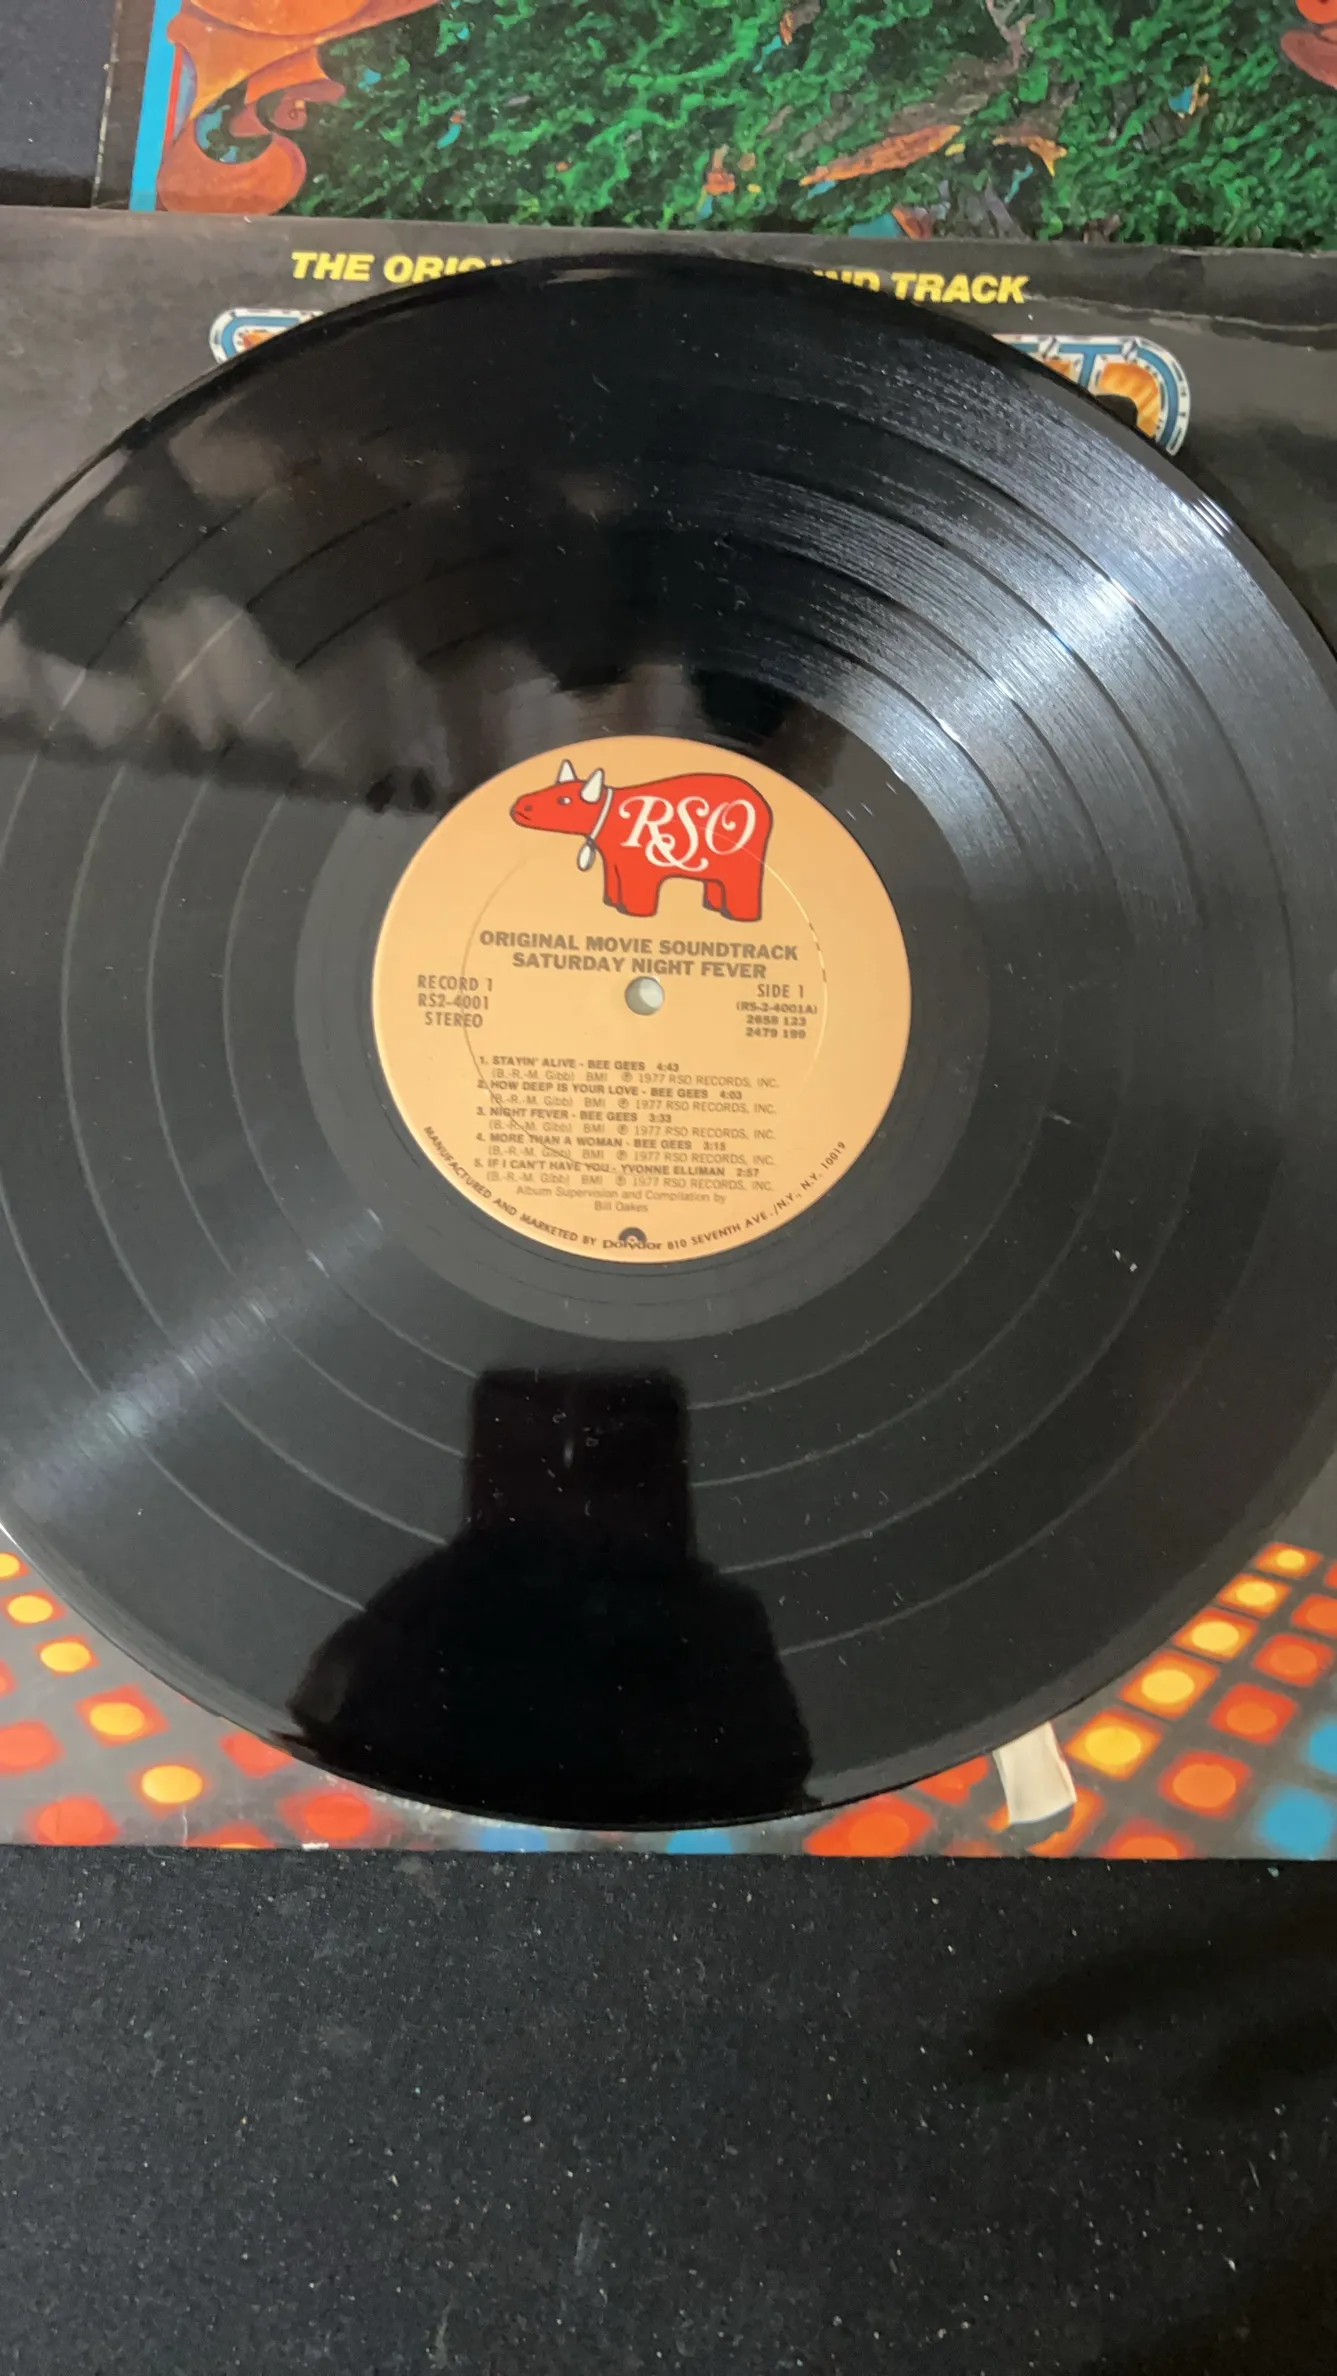 THE ORIGIN
UND TRACK
RSO
ORIGINAL MOVIE SOUNDTRACK
SATURDAY NIGHT FEVER
RECORD 1
RS2-4001
STEREO
SIDE 1
(RS-2-4001A)
2658 123
2479 199
1. STAYIN' ALIVE - BEE GEES 4:43
(B.-R.-M. Gibb) BMI ℗ 1977 RSO RECORDS, INC.
2. HOW DEEP IS YOUR LOVE - BEE GEES 4:03
(B.-R.-M. Gibb) BMI ℗ 1977 RSO RECORDS, INC.
3. NIGHT FEVER - BEE GEES 3:33
(B.-R.-M. Gibb) BMI ℗ 1977 RSO RECORDS, INC.
4. MORE THAN A WOMAN - BEE GEES 3:15
(B.-R.-M. Gibb) BMI ℗ 1977 RSO RECORDS, INC.
5. IF I CAN'T HAVE YOU - YVONNE ELLIMAN 2:57
(B.-R.-M. Gibb) BMI ℗ 1977 RSO RECORDS, INC.
Album Supervision and Compilation by
Bill Oakes
MANUFACTURED AND MARKETED BY Polydor 810 SEVENTH AVE./N.Y., N.Y. 10019